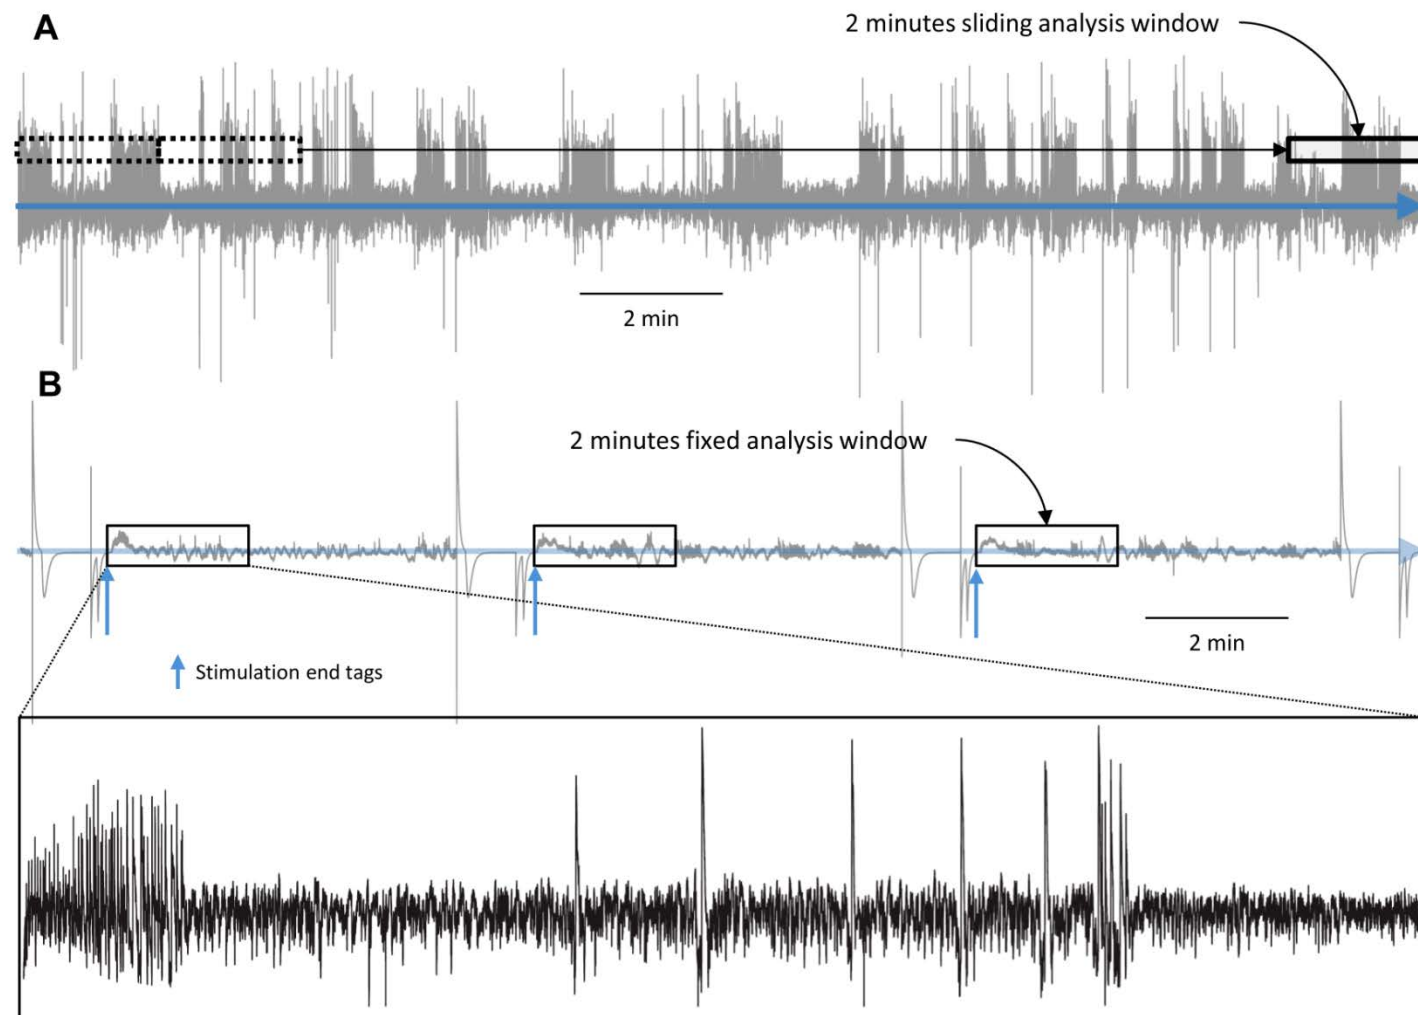 A
2 minutes sliding analysis window
2 min
B
2 minutes fixed analysis window
2 min
Stimulation end tags